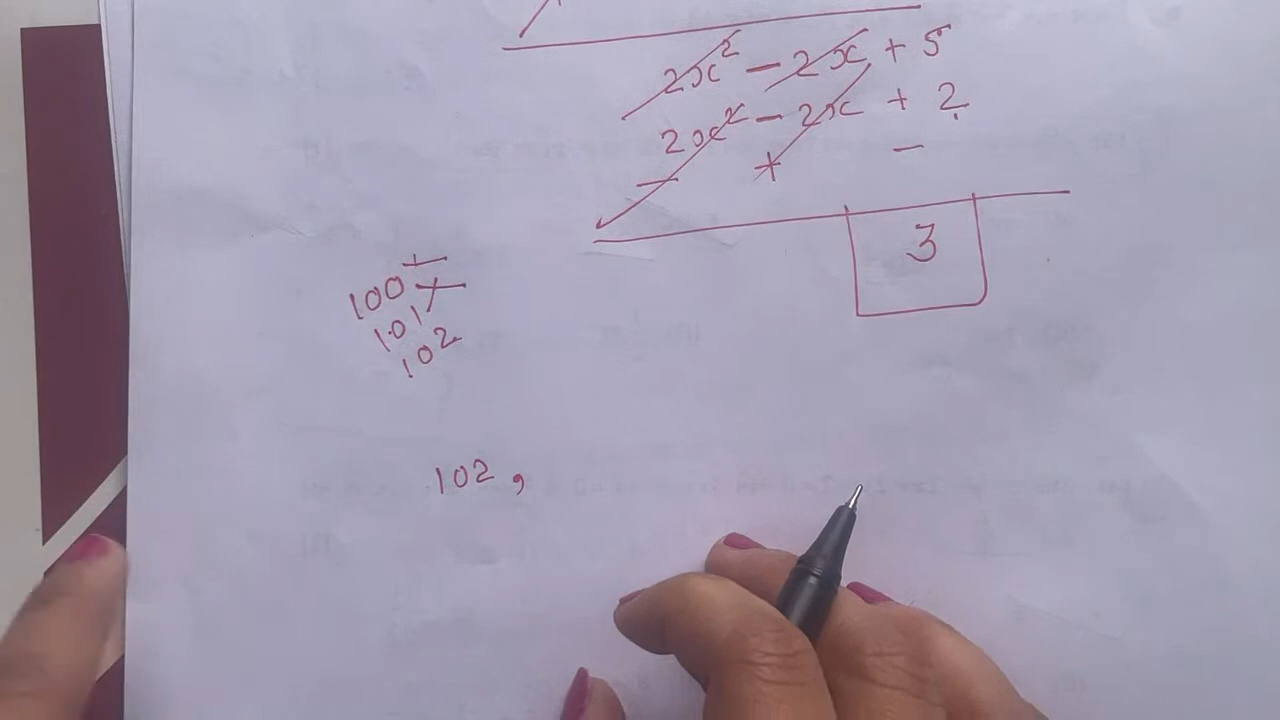 2x² - 2x + 5
2x² - 2x + 2
- + -
3
100
101
102
102 ,